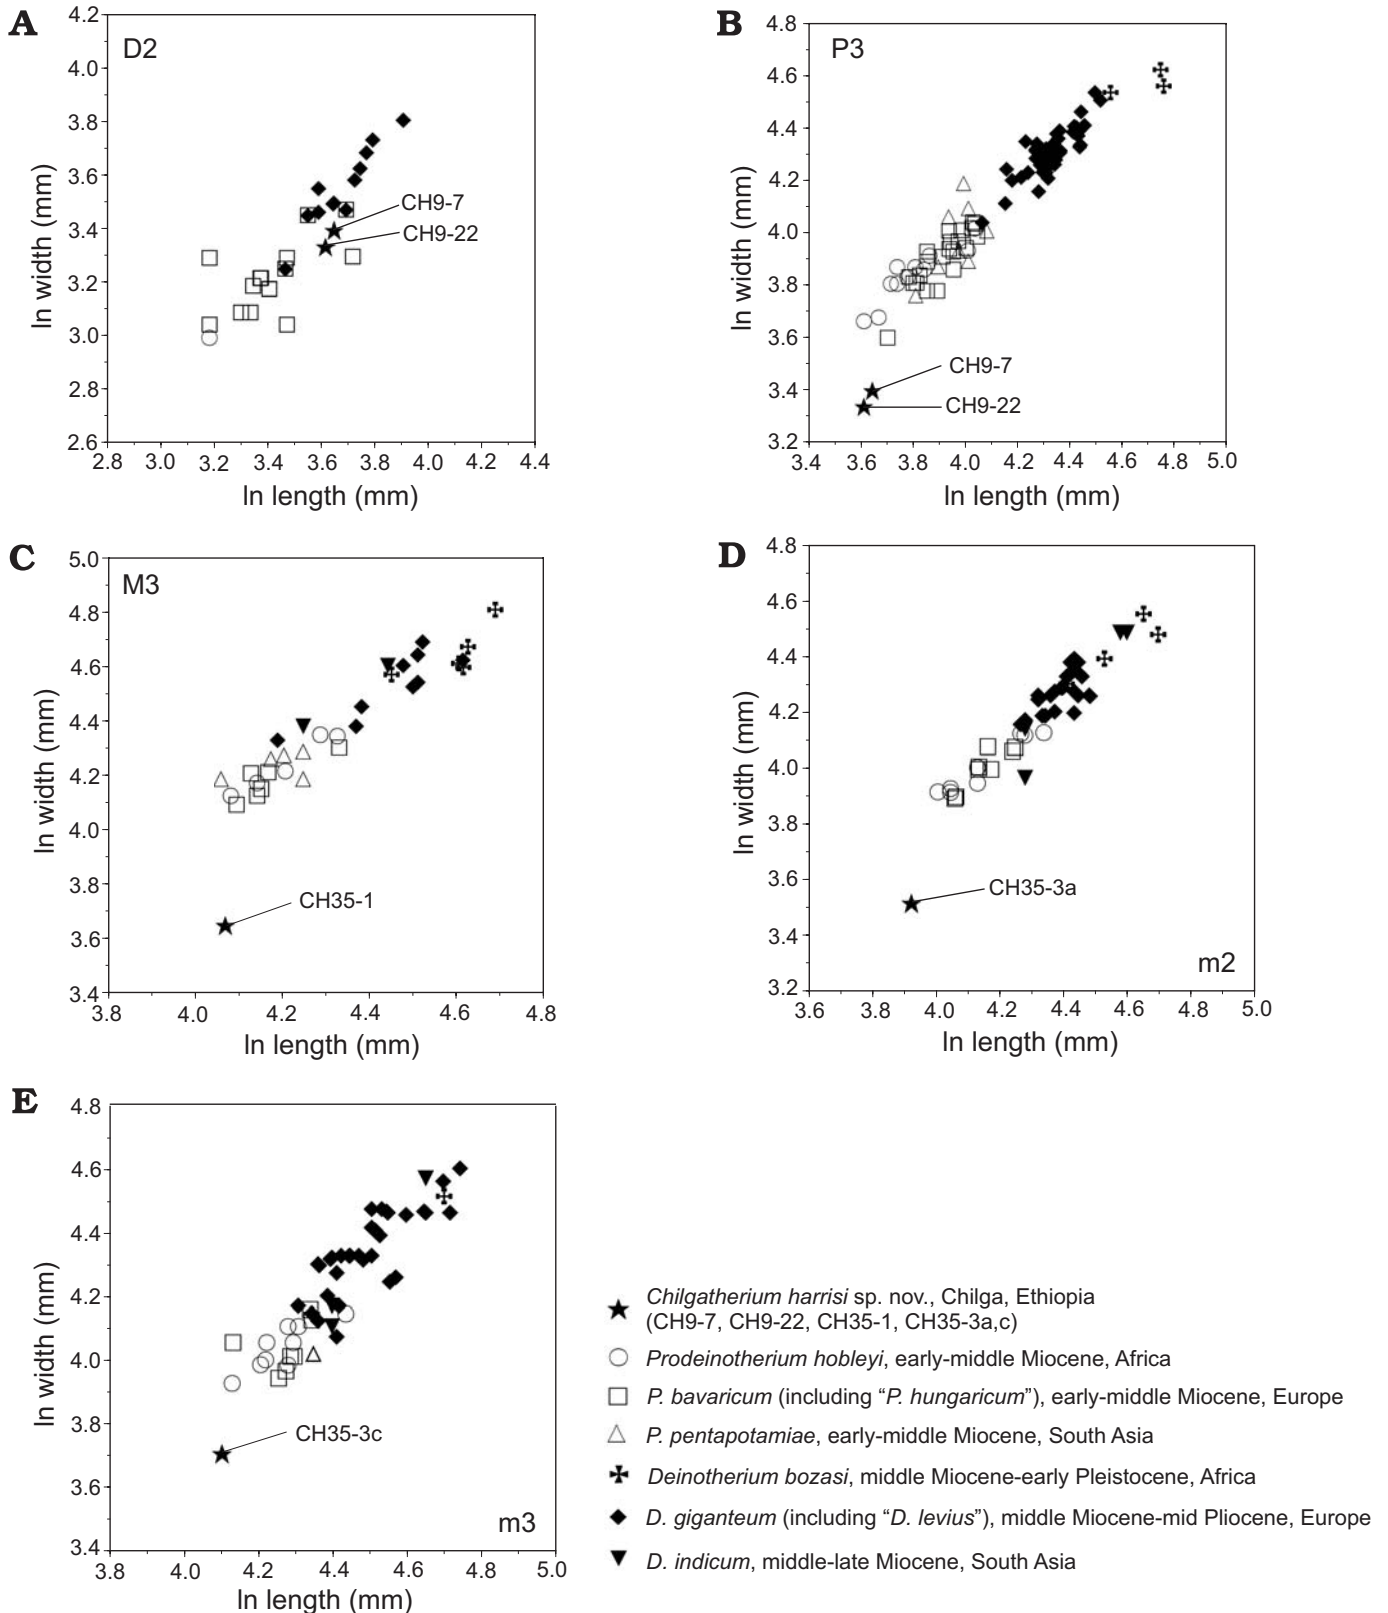 A
D2
4.2
4.0
3.8
3.6
3.4
3.2
3.0
2.8
2.6
ln width (mm)
CH9-7
CH9-22
2.8 3.0 3.2 3.4 3.6 3.8 4.0 4.2 4.4
ln length (mm)
B
P3
4.8
4.6
4.4
4.2
4.0
3.8
3.6
3.4
3.2
ln width (mm)
CH9-7
CH9-22
3.4 3.6 3.8 4.0 4.2 4.4 4.6 4.8 5.0
ln length (mm)
C
M3
5.0
4.8
4.6
4.4
4.2
4.0
3.8
3.6
3.4
ln width (mm)
CH35-1
3.8 4.0 4.2 4.4 4.6 4.8
ln length (mm)
D
4.8
4.6
4.4
4.2
4.0
3.8
3.6
3.4
3.2
ln width (mm)
CH35-3a
m2
3.8 4.0 4.2 4.4 4.6 4.8 5.0
ln length (mm)
E
4.8
4.6
4.4
4.2
4.0
3.8
3.6
3.4
ln width (mm)
CH35-3c
m3
4.0 4.2 4.4 4.6 4.8 5.0
ln length (mm)
Chilgatherium harrisi sp. nov., Chilga, Ethiopia
(CH9-7, CH9-22, CH35-1, CH35-3a,c)
Prodeinotherium hobleyi, early-middle Miocene, Africa
P. bavaricum (including “P. hungaricum”), early-middle Miocene, Europe
P. pentapotamiae, early-middle Miocene, South Asia
Deinotherium bozasi, middle Miocene-early Pleistocene, Africa
D. giganteum (including “D. levius”), middle Miocene-mid Pliocene, Europe
D. indicum, middle-late Miocene, South Asia